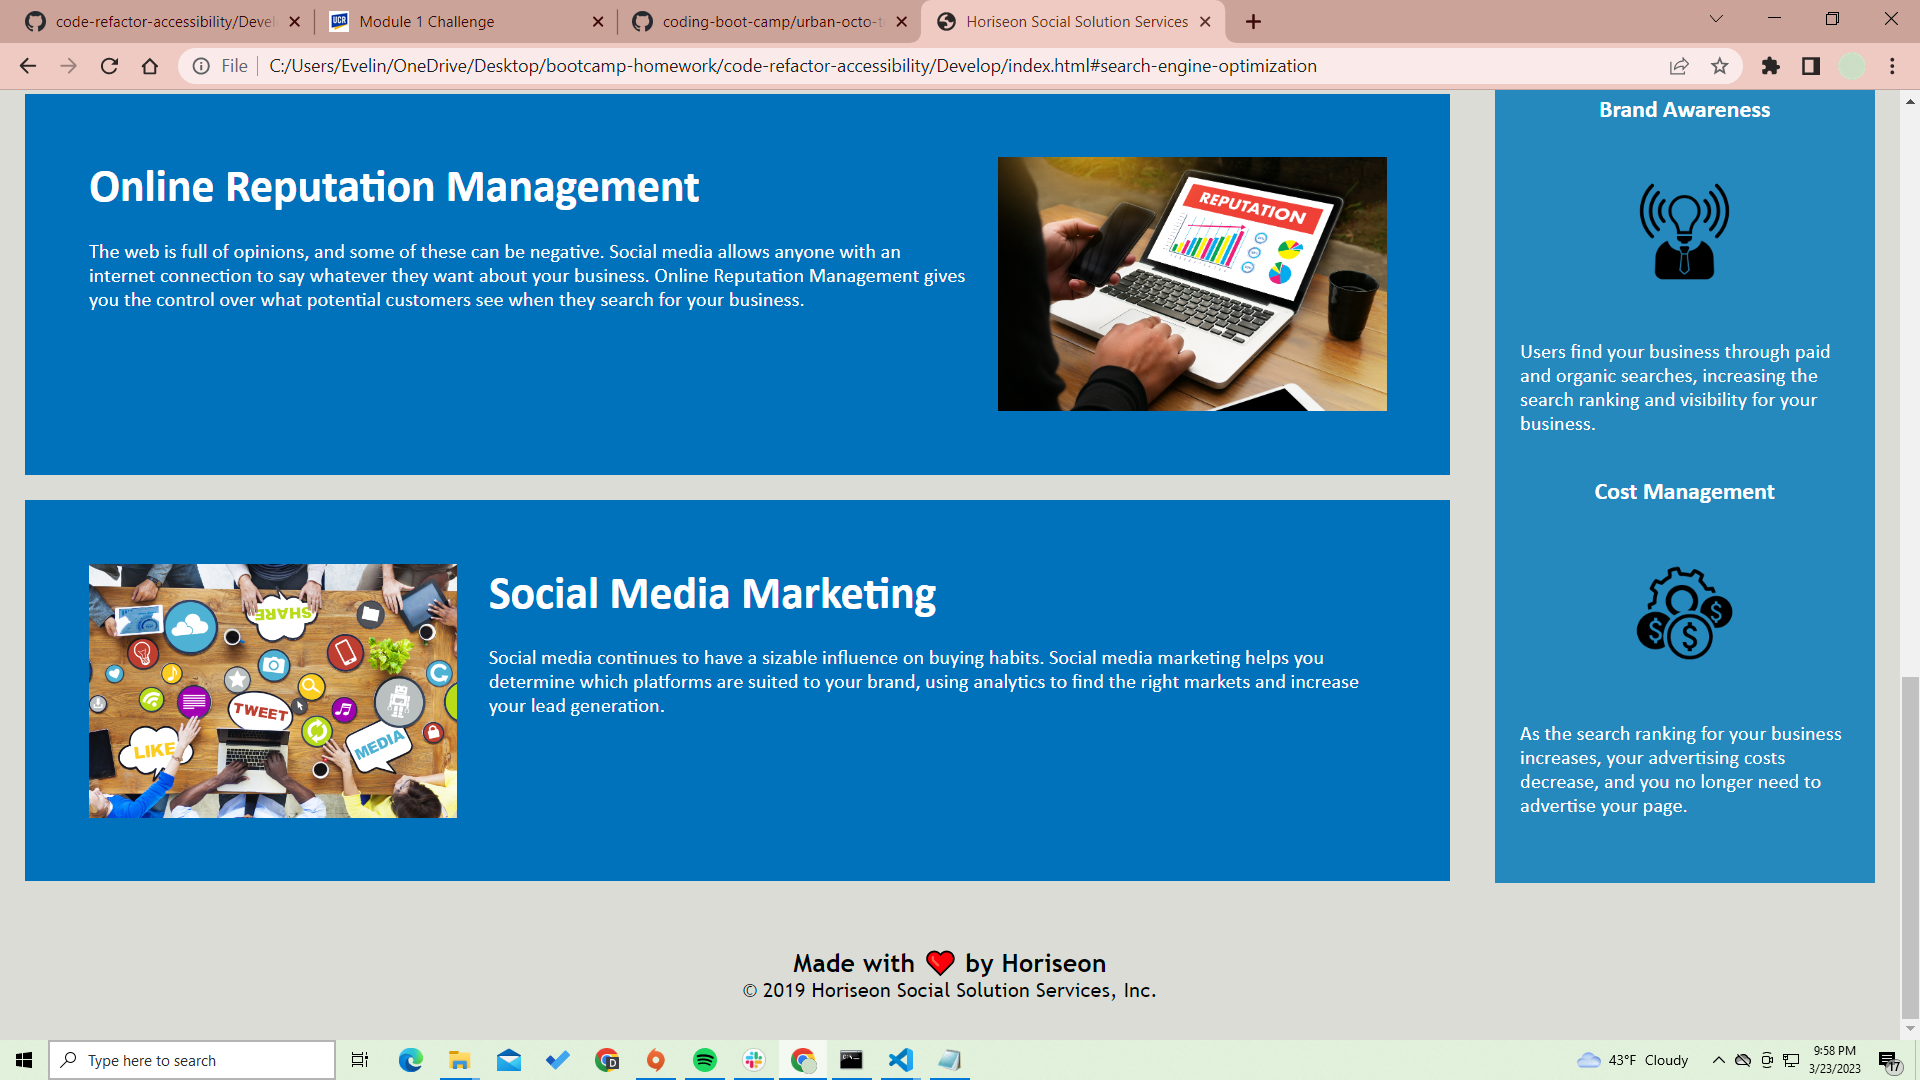 code-refactor-accessibility/Devel
Module 1 Challenge
coding-boot-camp/urban-octo-t
Horiseon Social Solution Services
File
C:/Users/Evelin/OneDrive/Desktop/bootcamp-homework/code-refactor-accessibility/Develop/index.html#search-engine-optimization
Online Reputation Management
The web is full of opinions, and some of these can be negative. Social media allows anyone with an
internet connection to say whatever they want about your business. Online Reputation Management gives
you the control over what potential customers see when they search for your business.
REPUTATION
Social Media Marketing
Social media continues to have a sizable influence on buying habits. Social media marketing helps you
determine which platforms are suited to your brand, using analytics to find the right markets and increase
your lead generation.
SHARE
TWEET
LIKE
MEDIA
Brand Awareness
Users find your business through paid
and organic searches, increasing the
search ranking and visibility for your
business.
Cost Management
$ $ $
As the search ranking for your business
increases, your advertising costs
decrease, and you no longer need to
advertise your page.
Made with ❤️ by Horiseon
© 2019 Horiseon Social Solution Services, Inc.
Type here to search
43°F Cloudy
9:58 PM
3/23/2023
17